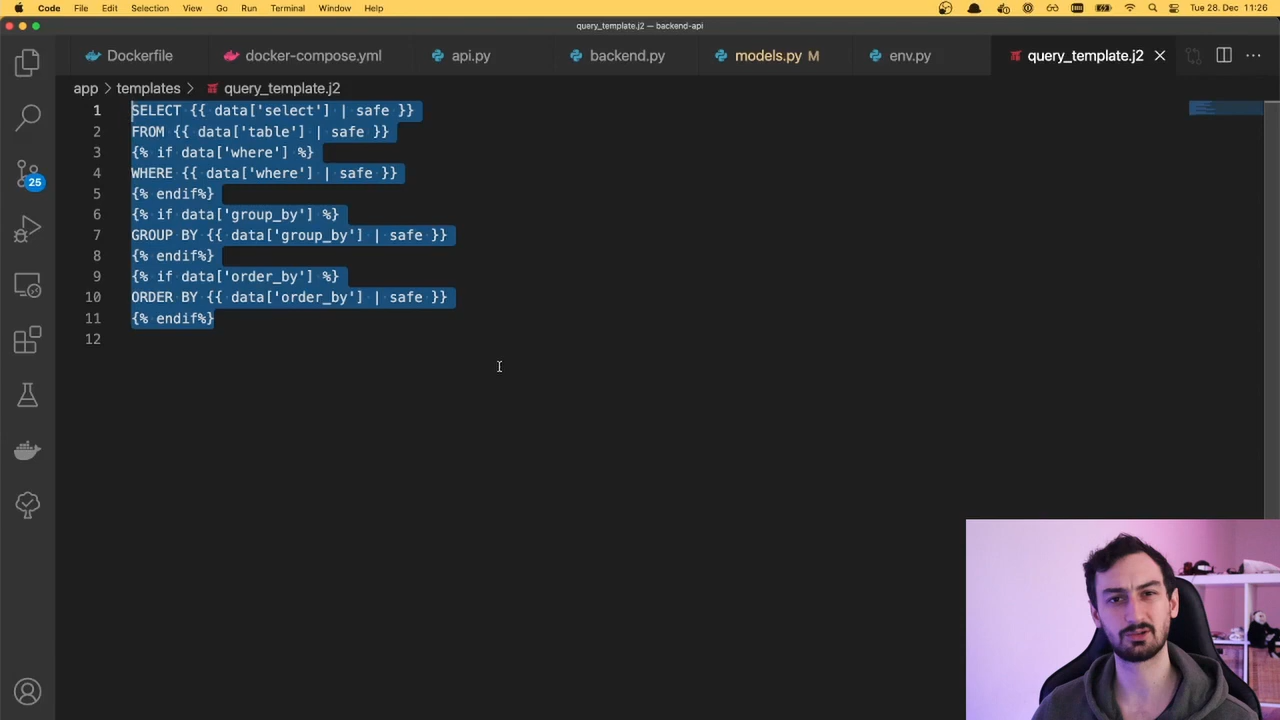 Code File Edit Selection View Go Run Terminal Window Help Tue 28. Dec 11:26
query_template.j2 — backend-api
Dockerfile docker-compose.yml api.py backend.py models.py M env.py query_template.j2
app > templates > query_template.j2
1 SELECT {{ data['select'] | safe }}
2 FROM {{ data['table'] | safe }}
3 {% if data['where'] %}
4 WHERE {{ data['where'] | safe }}
5 {% endif%}
6 {% if data['group_by'] %}
7 GROUP BY {{ data['group_by'] | safe }}
8 {% endif%}
9 {% if data['order_by'] %}
10 ORDER BY {{ data['order_by'] | safe }}
11 {% endif%}
12
25